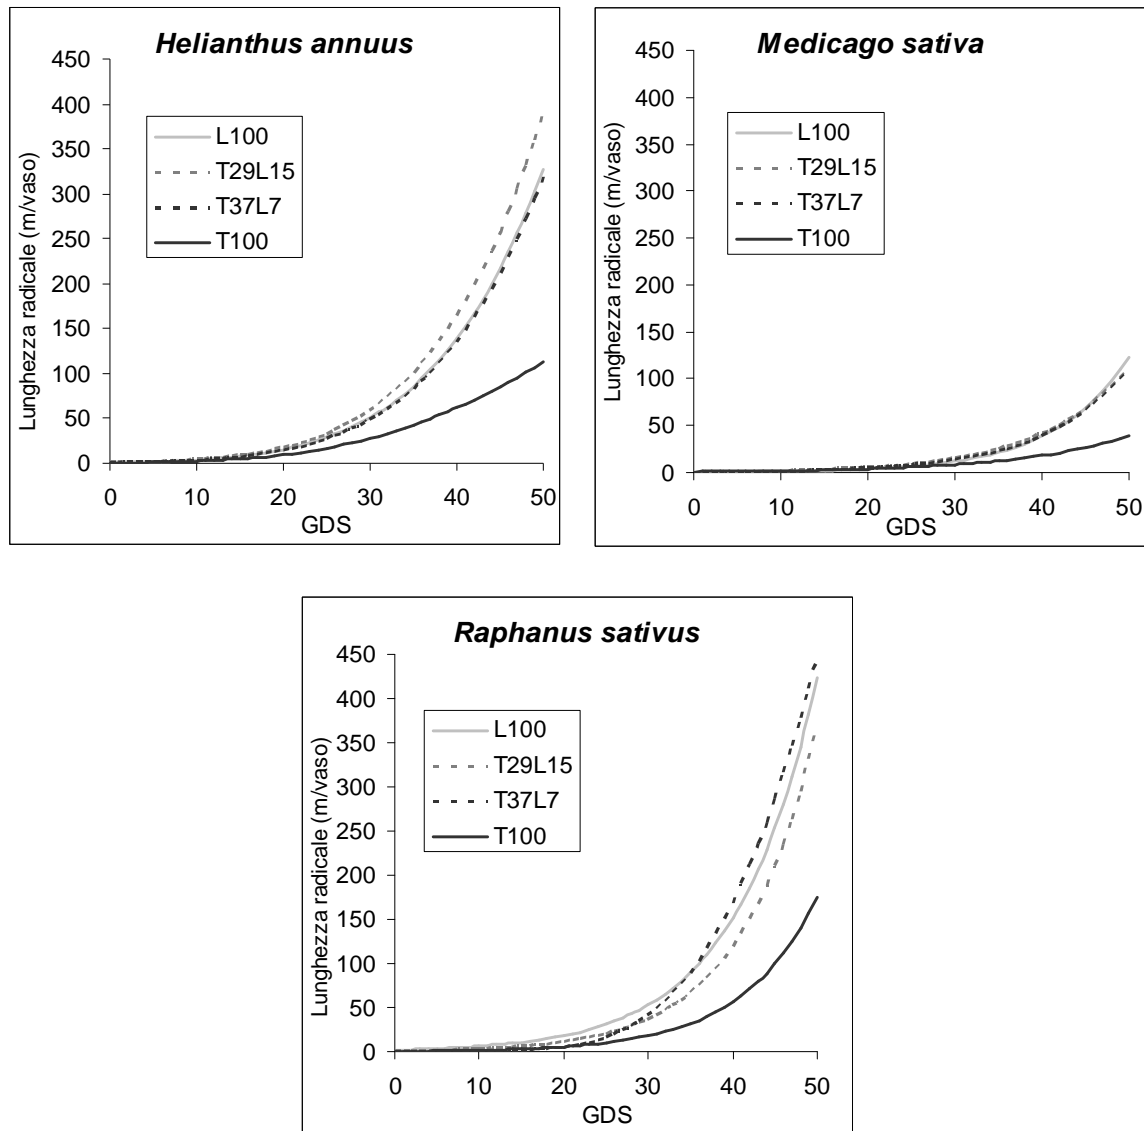 Helianthus annuus
450
400
350
300
250
200
150
100
50
0
Lunghezza radicale (m/vaso)
L100
T29L15
T37L7
T100
0 10 20 30 40 50
GDS
Medicago sativa
450
400
350
300
250
200
150
100
50
0
Lunghezza radicale (m/vaso)
L100
T29L15
T37L7
T100
0 10 20 30 40 50
GDS
Raphanus sativus
450
400
350
300
250
200
150
100
50
0
Lunghezza radicale (m/vaso)
L100
T29L15
T37L7
T100
0 10 20 30 40 50
GDS